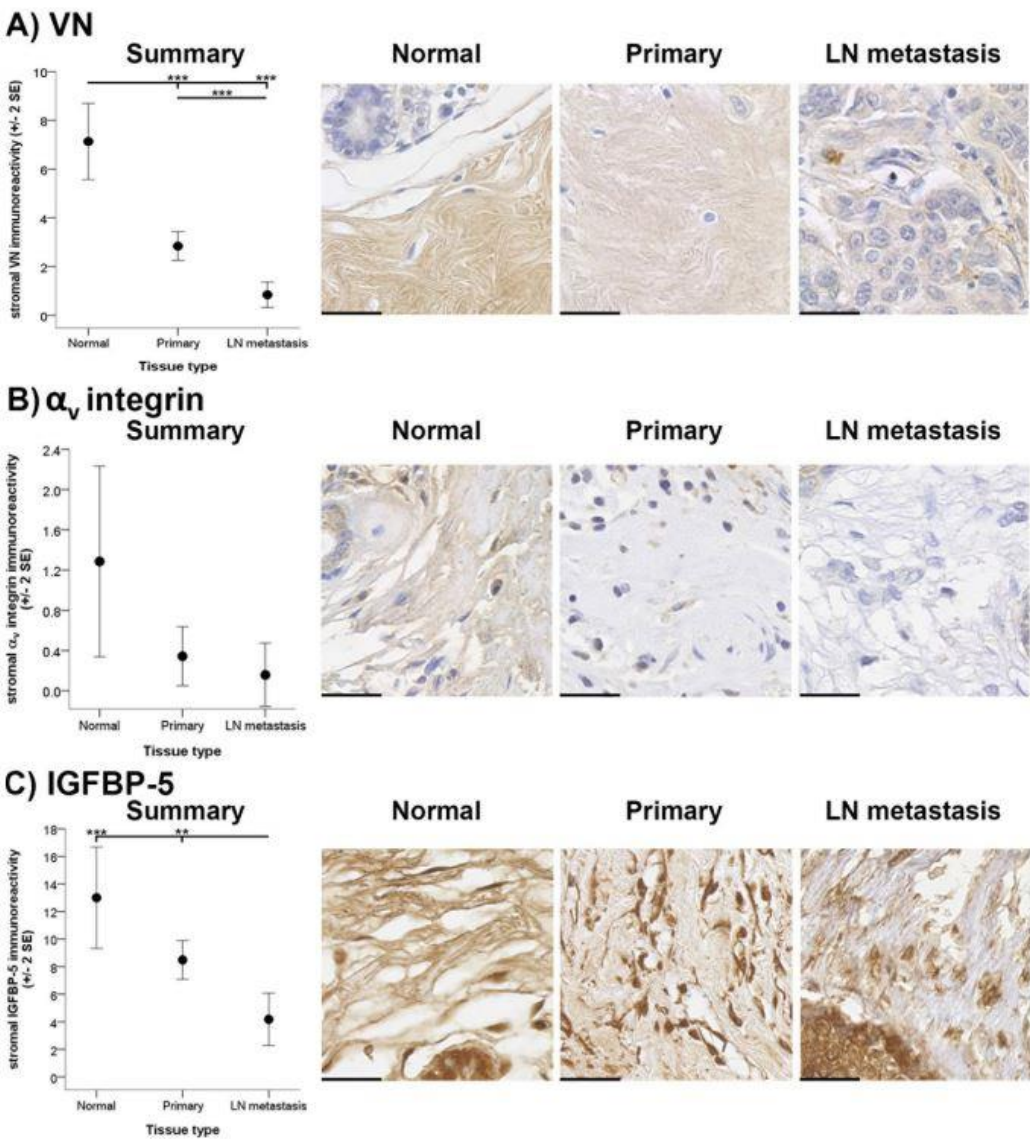 A) VN
Summary
Normal
Primary
LN metastasis
stromal VN immunoreactivity (+/- 2 SE)
10
8
6
4
2
0
***
***
***
Normal
Primary
LN metastasis
Tissue type
B) αv integrin
Summary
Normal
Primary
LN metastasis
stromal αv integrin immunoreactivity
(+/- 2 SE)
2.4
2.0
1.6
1.2
0.8
0.4
0.0
Normal
Primary
LN metastasis
Tissue type
C) IGFBP-5
Summary
Normal
Primary
LN metastasis
stromal IGFBP-5 immunoreactivity
(+/- 2 SE)
18
16
14
12
10
8
6
4
2
0
***
**
Normal
Primary
LN metastasis
Tissue type